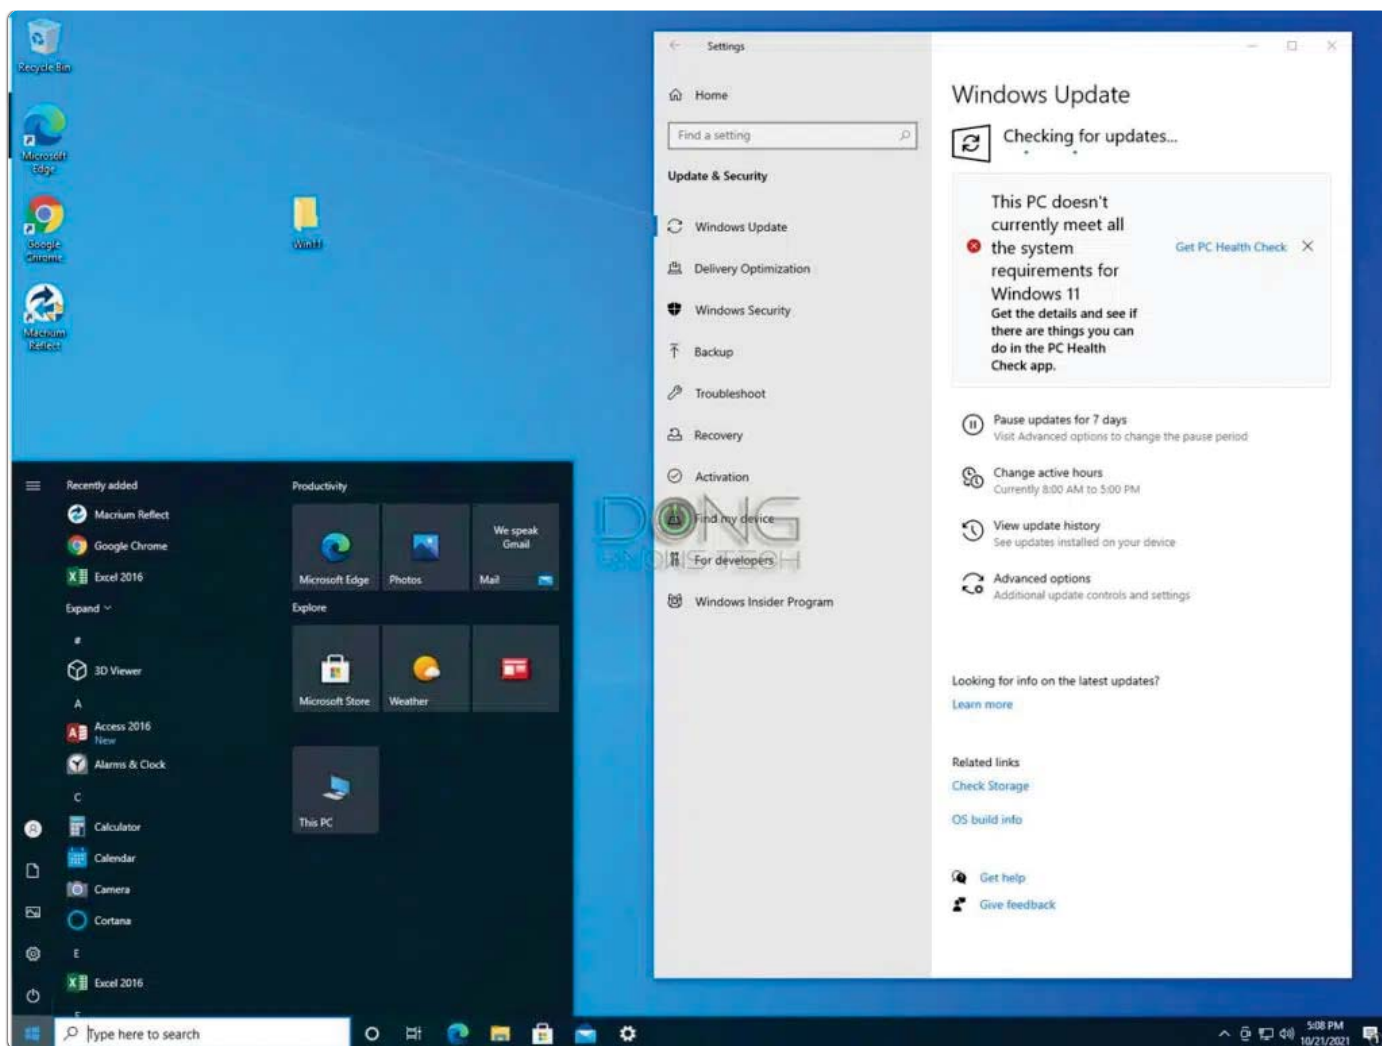 Recycle Bin
Microsoft
Edge
Google
Chrome
Macrium
Reflect
Win11
Recently added
Macrium Reflect
Google Chrome
Excel 2016
Expand
#
3D Viewer
A
Access 2016
New
Alarms & Clock
C
Calculator
Calendar
Camera
Cortana
E
Excel 2016
Productivity
Microsoft Edge
Photos
We speak
Gmail
Mail
Explore
Microsoft Store
Weather
This PC
Type here to search
Settings
Home
Find a setting
Update & Security
Windows Update
Delivery Optimization
Windows Security
Backup
Troubleshoot
Recovery
Activation
Find my device
For developers
Windows Insider Program
DONG
KNOWS TECH
Windows Update
Checking for updates...
This PC doesn't
currently meet all
the system
requirements for
Windows 11
Get the details and see if
there are things you can
do in the PC Health
Check app.
Get PC Health Check
Pause updates for 7 days
Visit Advanced options to change the pause period
Change active hours
Currently 8:00 AM to 5:00 PM
View update history
See updates installed on your device
Advanced options
Additional update controls and settings
Looking for info on the latest updates?
Learn more
Related links
Check Storage
OS build info
Get help
Give feedback
5:08 PM
10/21/2021